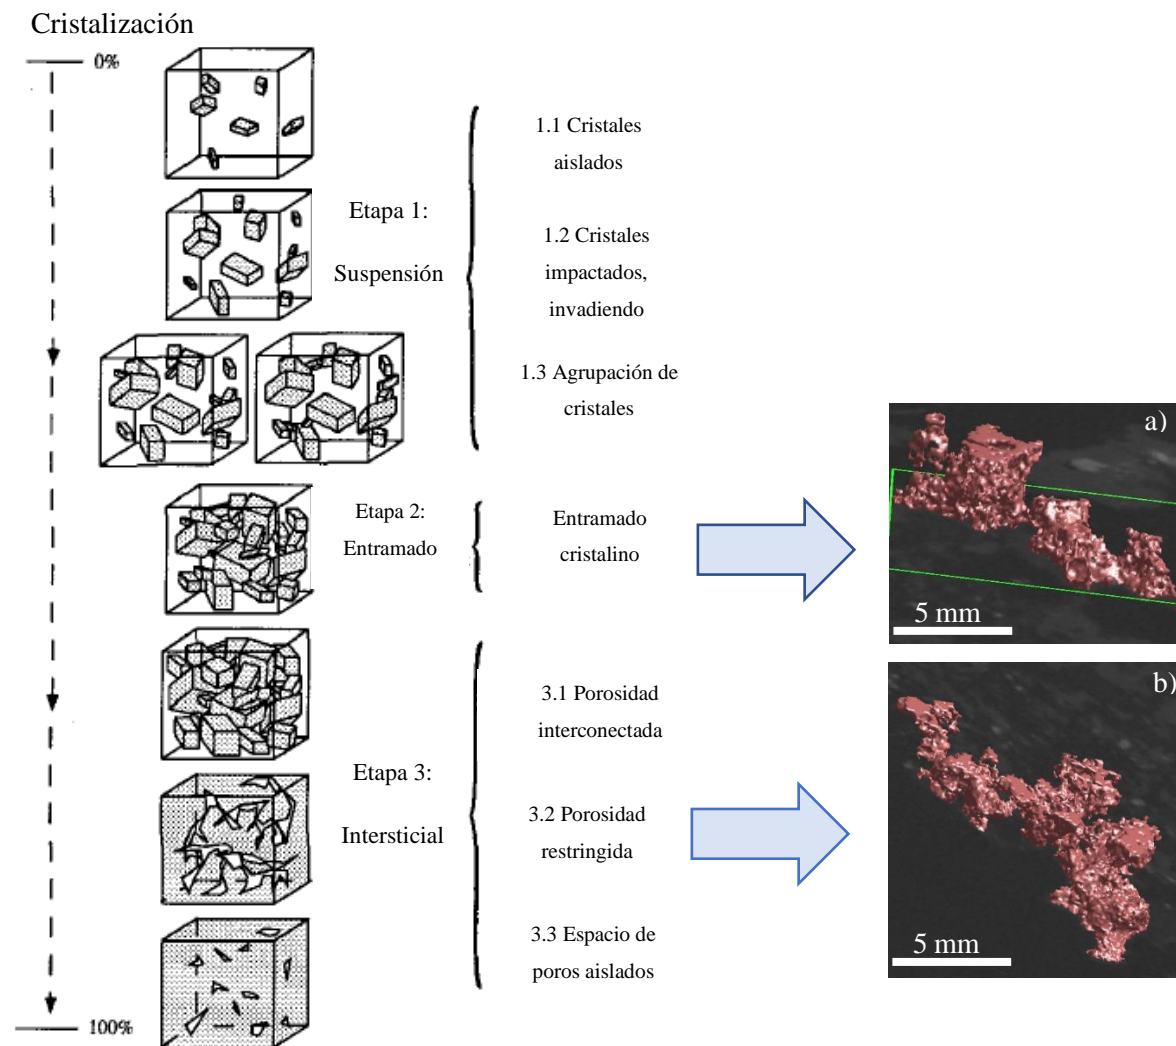 Cristalización
0%
1.1 Cristales
aislados
Etapa 1:
Suspensión
1.2 Cristales
impactados,
invadiendo
1.3 Agrupación de
cristales
Etapa 2:
Entramado
Entramado
cristalino
a)
5 mm
Etapa 3:
Intersticial
3.1 Porosidad
interconectada
3.2 Porosidad
restringida
3.3 Espacio de
poros aislados
b)
5 mm
100%